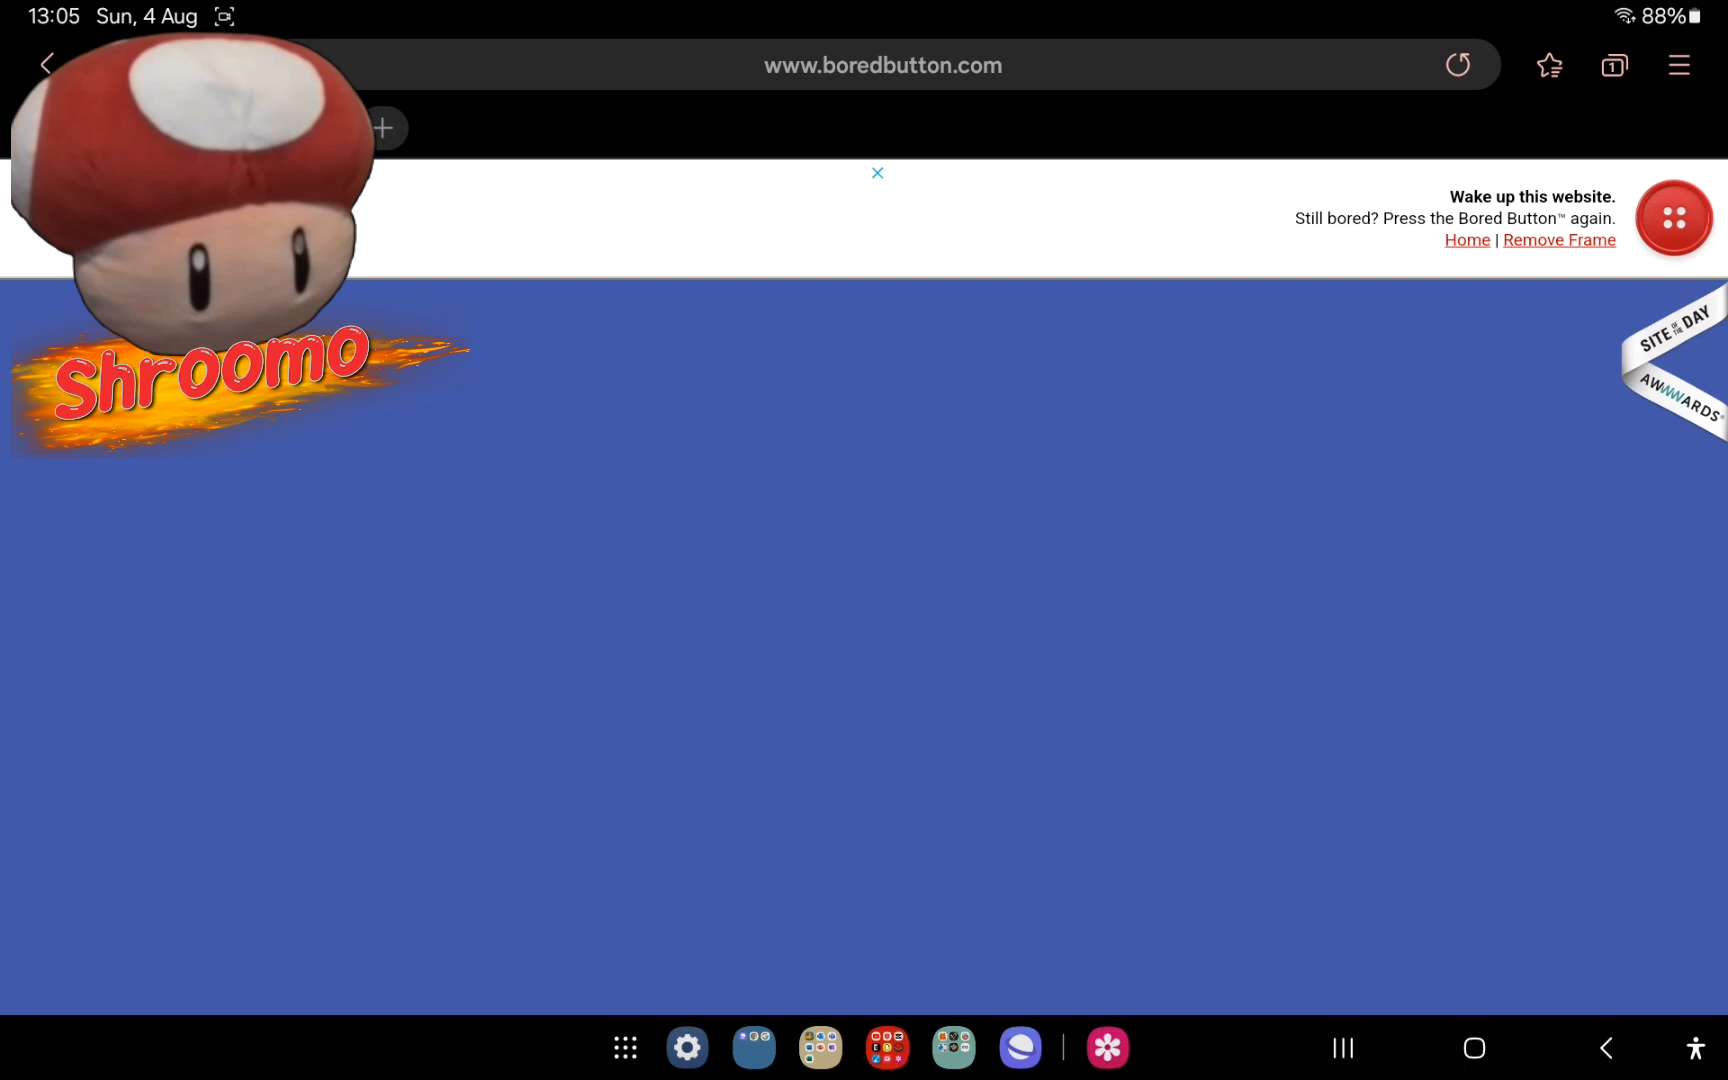 13:05 Sun, 4 Aug
88%
www.boredbutton.com
1
Wake up this website.
Still bored? Press the Bored Button™ again.
Home | Remove Frame
SITE OF THE DAY
AWWWARDS®
Shroomo